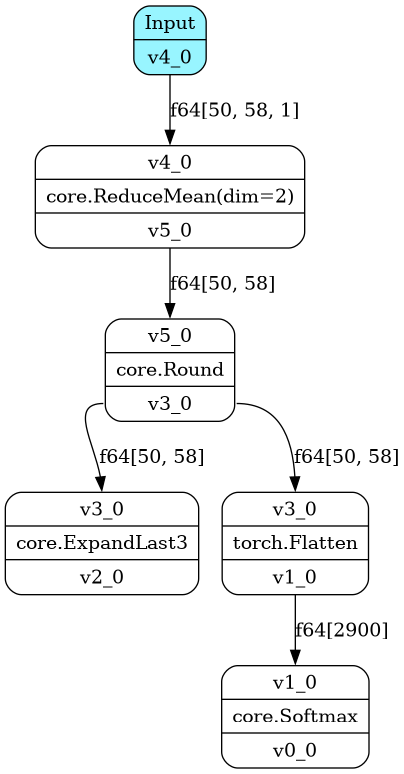 Input
v4_0
f64[50, 58, 1]
v4_0
core.ReduceMean(dim=2)
v5_0
f64[50, 58]
v5_0
core.Round
v3_0
f64[50, 58]
f64[50, 58]
v3_0
core.ExpandLast3
v2_0
v3_0
torch.Flatten
v1_0
f64[2900]
v1_0
core.Softmax
v0_0